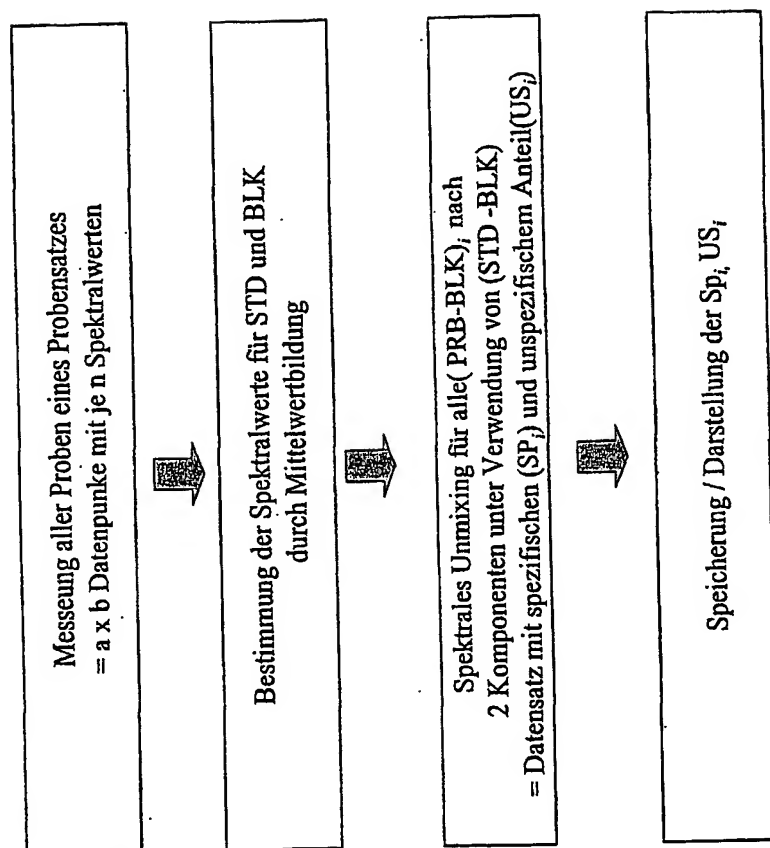 Messeung aller Proben eines Probensatzes
= a x b Datenpunke mit je n Spektralwerten
Bestimmung der Spektralwerte für STD und BLK
durch Mittelwertbildung
Spektrales Unmixing für alle( PRB-BLK)i nach
2 Komponenten unter Verwendung von (STD -BLK)
= Datensatz mit spezifischen (SPi) und unspezifischem Anteil(USi)
Speicherung / Darstellung der Spi, USi